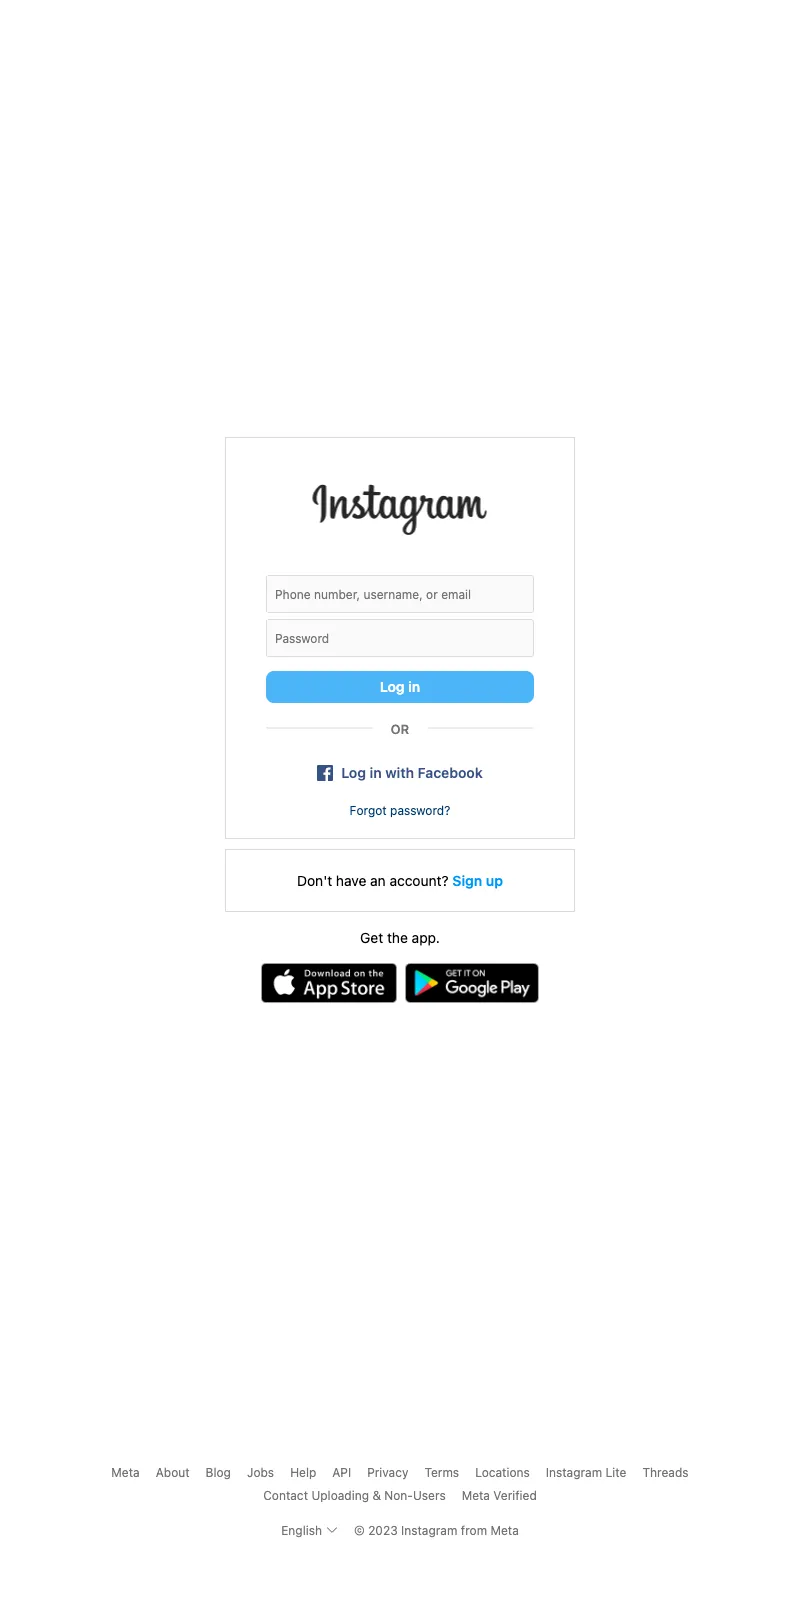 Instagram
Phone number, username, or email
Password
Log in
OR
Log in with Facebook
Forgot password?
Don't have an account? Sign up
Get the app.
Download on the
App Store
GET IT ON
Google Play
Meta About Blog Jobs Help API Privacy Terms Locations Instagram Lite Threads
Contact Uploading & Non-Users Meta Verified
English © 2023 Instagram from Meta